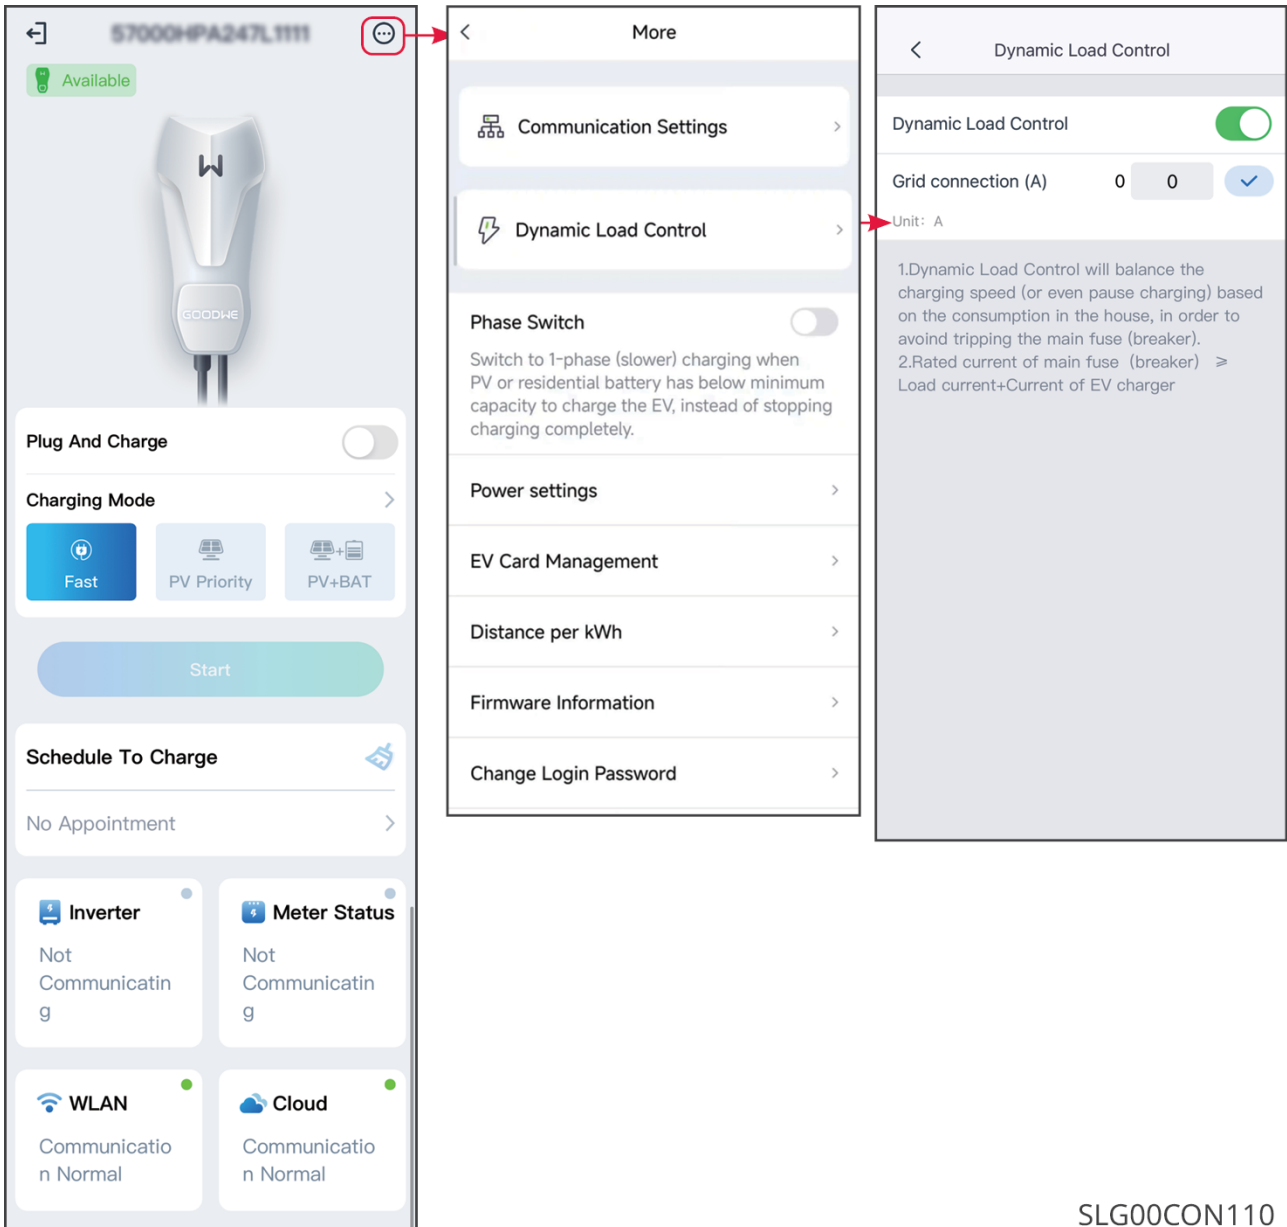 57000HPA247L1111
Available
W
GOODWE
Plug And Charge
Charging Mode
Fast
PV Priority
PV+BAT
Start
Schedule To Charge
No Appointment
Inverter
Not
Communicatin
g
Meter Status
Not
Communicatin
g
WLAN
Communicatio
n Normal
Cloud
Communicatio
n Normal
More
Communication Settings
Dynamic Load Control
Phase Switch
Switch to 1-phase (slower) charging when
PV or residential battery has below minimum
capacity to charge the EV, instead of stopping
charging completely.
Power settings
EV Card Management
Distance per kWh
Firmware Information
Change Login Password
Dynamic Load Control
Dynamic Load Control
Grid connection (A) 0 0
Unit: A
1.Dynamic Load Control will balance the
charging speed (or even pause charging) based
on the consumption in the house, in order to
avoind tripping the main fuse (breaker).
2.Rated current of main fuse (breaker) ≥
Load current+Current of EV charger
SLG00CON110